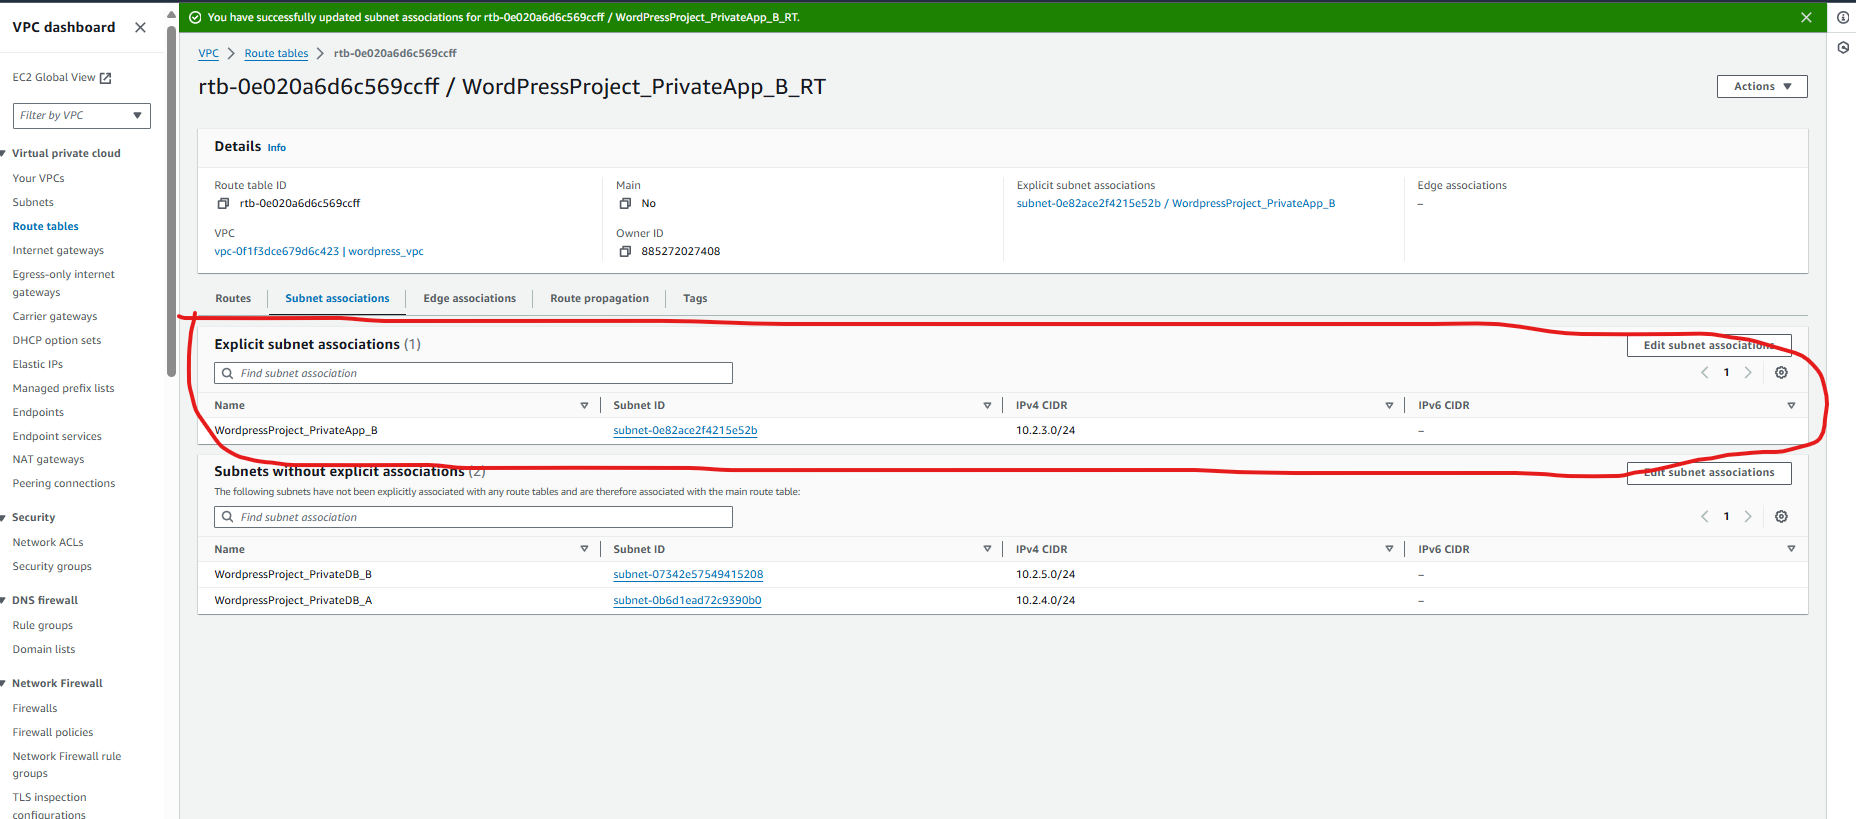 VPC dashboard
EC2 Global View
Filter by VPC
Virtual private cloud
Your VPCs
Subnets
Route tables
Internet gateways
Egress-only internet
gateways
Carrier gateways
DHCP option sets
Elastic IPs
Managed prefix lists
Endpoints
Endpoint services
NAT gateways
Peering connections
Security
Network ACLs
Security groups
DNS firewall
Rule groups
Domain lists
Network Firewall
Firewalls
Firewall policies
Network Firewall rule
groups
TLS inspection
configurations
You have successfully updated subnet associations for rtb-0e020a6d6c569ccff / WordPressProject_PrivateApp_B_RT.
VPC > Route tables > rtb-0e020a6d6c569ccff
rtb-0e020a6d6c569ccff / WordPressProject_PrivateApp_B_RT
Actions
Details Info
Route table ID
rtb-0e020a6d6c569ccff
Main
No
Explicit subnet associations
subnet-0e82ace2f4215e52b / WordpressProject_PrivateApp_B
Edge associations
–
VPC
vpc-0f1f3dce679d6c423 | wordpress_vpc
Owner ID
885272027408
Routes
Subnet associations
Edge associations
Route propagation
Tags
Explicit subnet associations (1)
Edit subnet associations
Find subnet association
1
Name Subnet ID IPv4 CIDR IPv6 CIDR
WordpressProject_PrivateApp_B subnet-0e82ace2f4215e52b 10.2.3.0/24 –
Subnets without explicit associations (2)
Edit subnet associations
The following subnets have not been explicitly associated with any route tables and are therefore associated with the main route table:
Find subnet association
1
Name Subnet ID IPv4 CIDR IPv6 CIDR
WordpressProject_PrivateDB_B subnet-07342e57549415208 10.2.5.0/24 –
WordpressProject_PrivateDB_A subnet-0b6d1ead72c9390b0 10.2.4.0/24 –